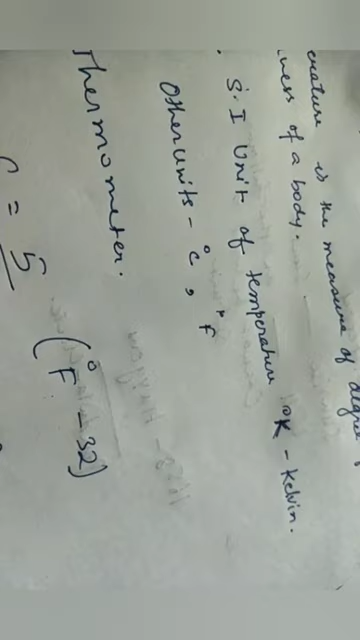 erature is the measure of degree
ness of a body.
S.I Unit of temperature °K - Kelvin.
Other units - °c, °F
Thermometer.
C = 5 (°F - 32)